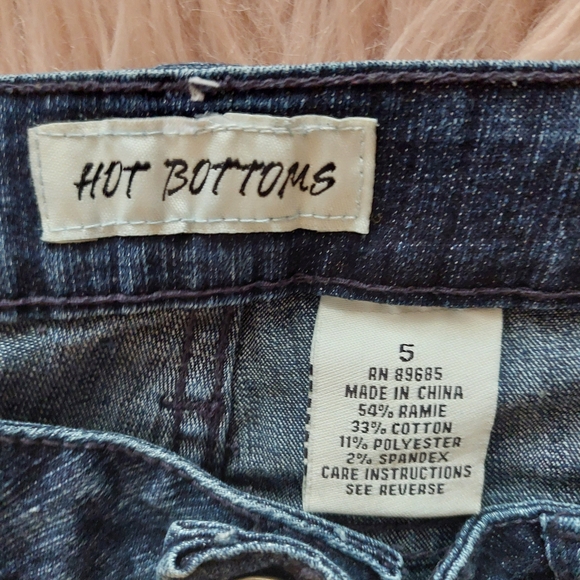 HOT BOTTOMS
5
RN 89685
MADE IN CHINA
54% RAMIE
33% COTTON
11% POLYESTER
2% SPANDEX
CARE INSTRUCTIONS
SEE REVERSE